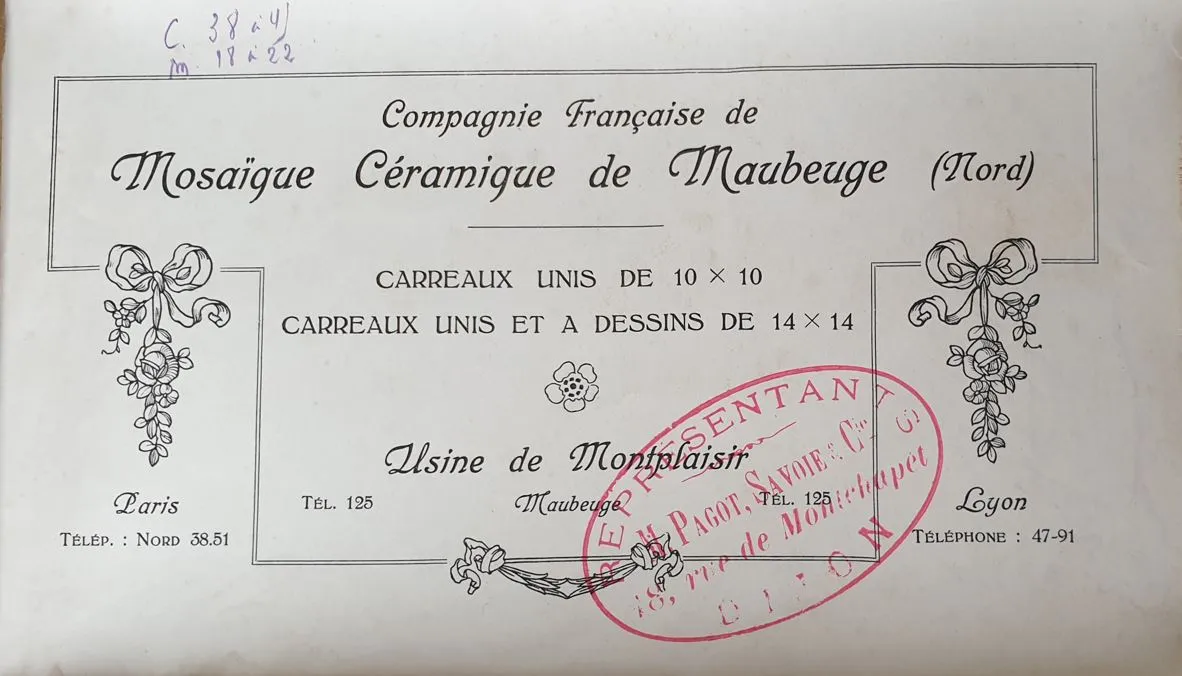 C. 38 à 41
m. 18 à 22
Compagnie Française de
Mosaïque Céramique de Maubeuge (Nord)
CARREAUX UNIS DE 10 × 10
CARREAUX UNIS ET A DESSINS DE 14 × 14
Usine de Montplaisir
Paris
TÉLÉP. : NORD 38.51
TÉL. 125 Maubeuge TÉL. 125
Lyon
TÉLÉPHONE : 47-91
REPRÉSENTANTS
M. PAGOT, SAVOIE & Cie
18, rue de Montchapet
DIJON